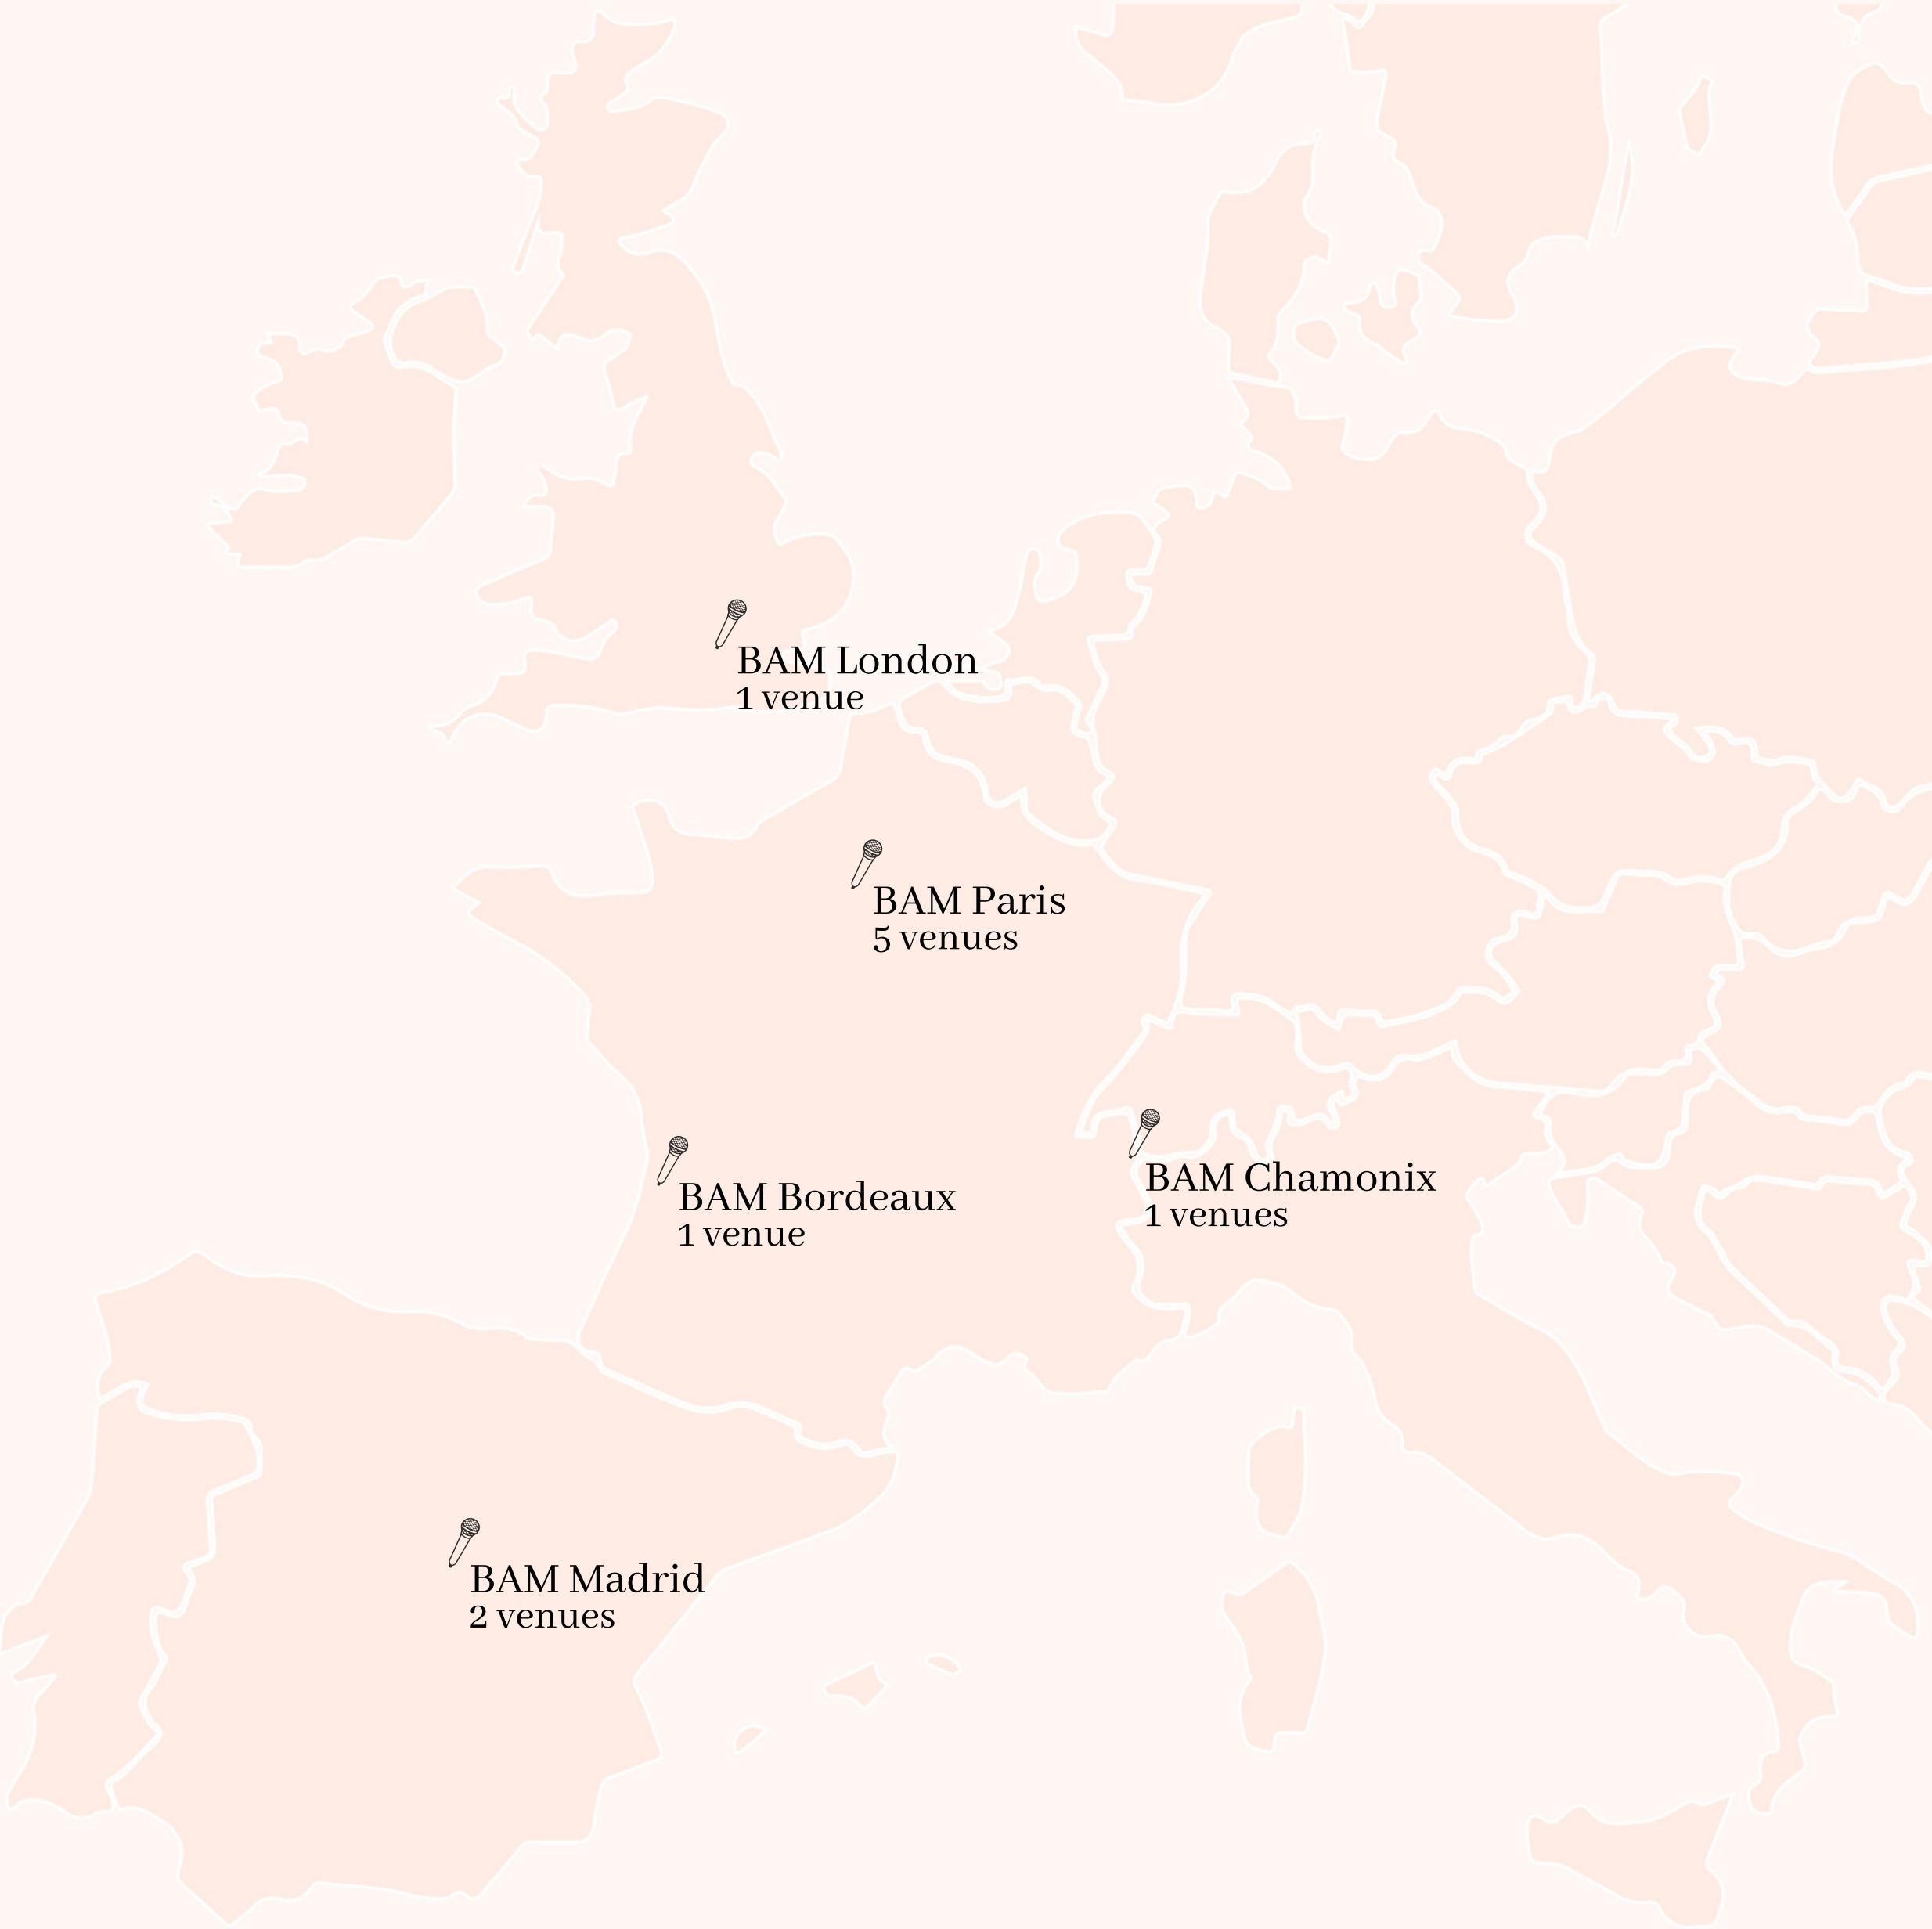 BAM London
1 venue
BAM Paris
5 venues
BAM Bordeaux
1 venue
BAM Chamonix
1 venues
BAM Madrid
2 venues